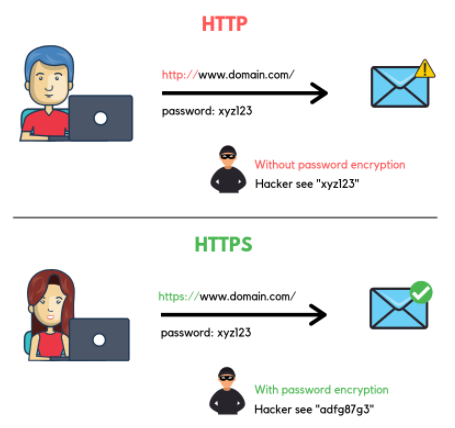 HTTP
http://www.domain.com/
password: xyz123
Without password encryption
Hacker see "xyz123"
HTTPS
https://www.domain.com/
password: xyz123
With password encryption
Hacker see "adfg87g3"